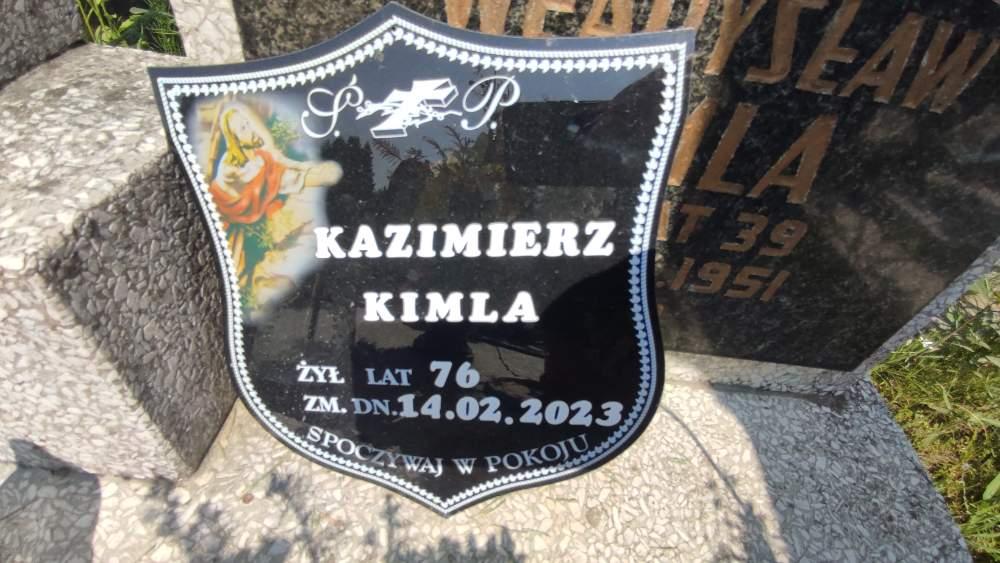 Ś. P.
KAZIMIERZ
KIMLA
ŻYŁ LAT 76
ZM. DN. 14.02.2023
SPOCZYWAJ W POKOJU
39
1951